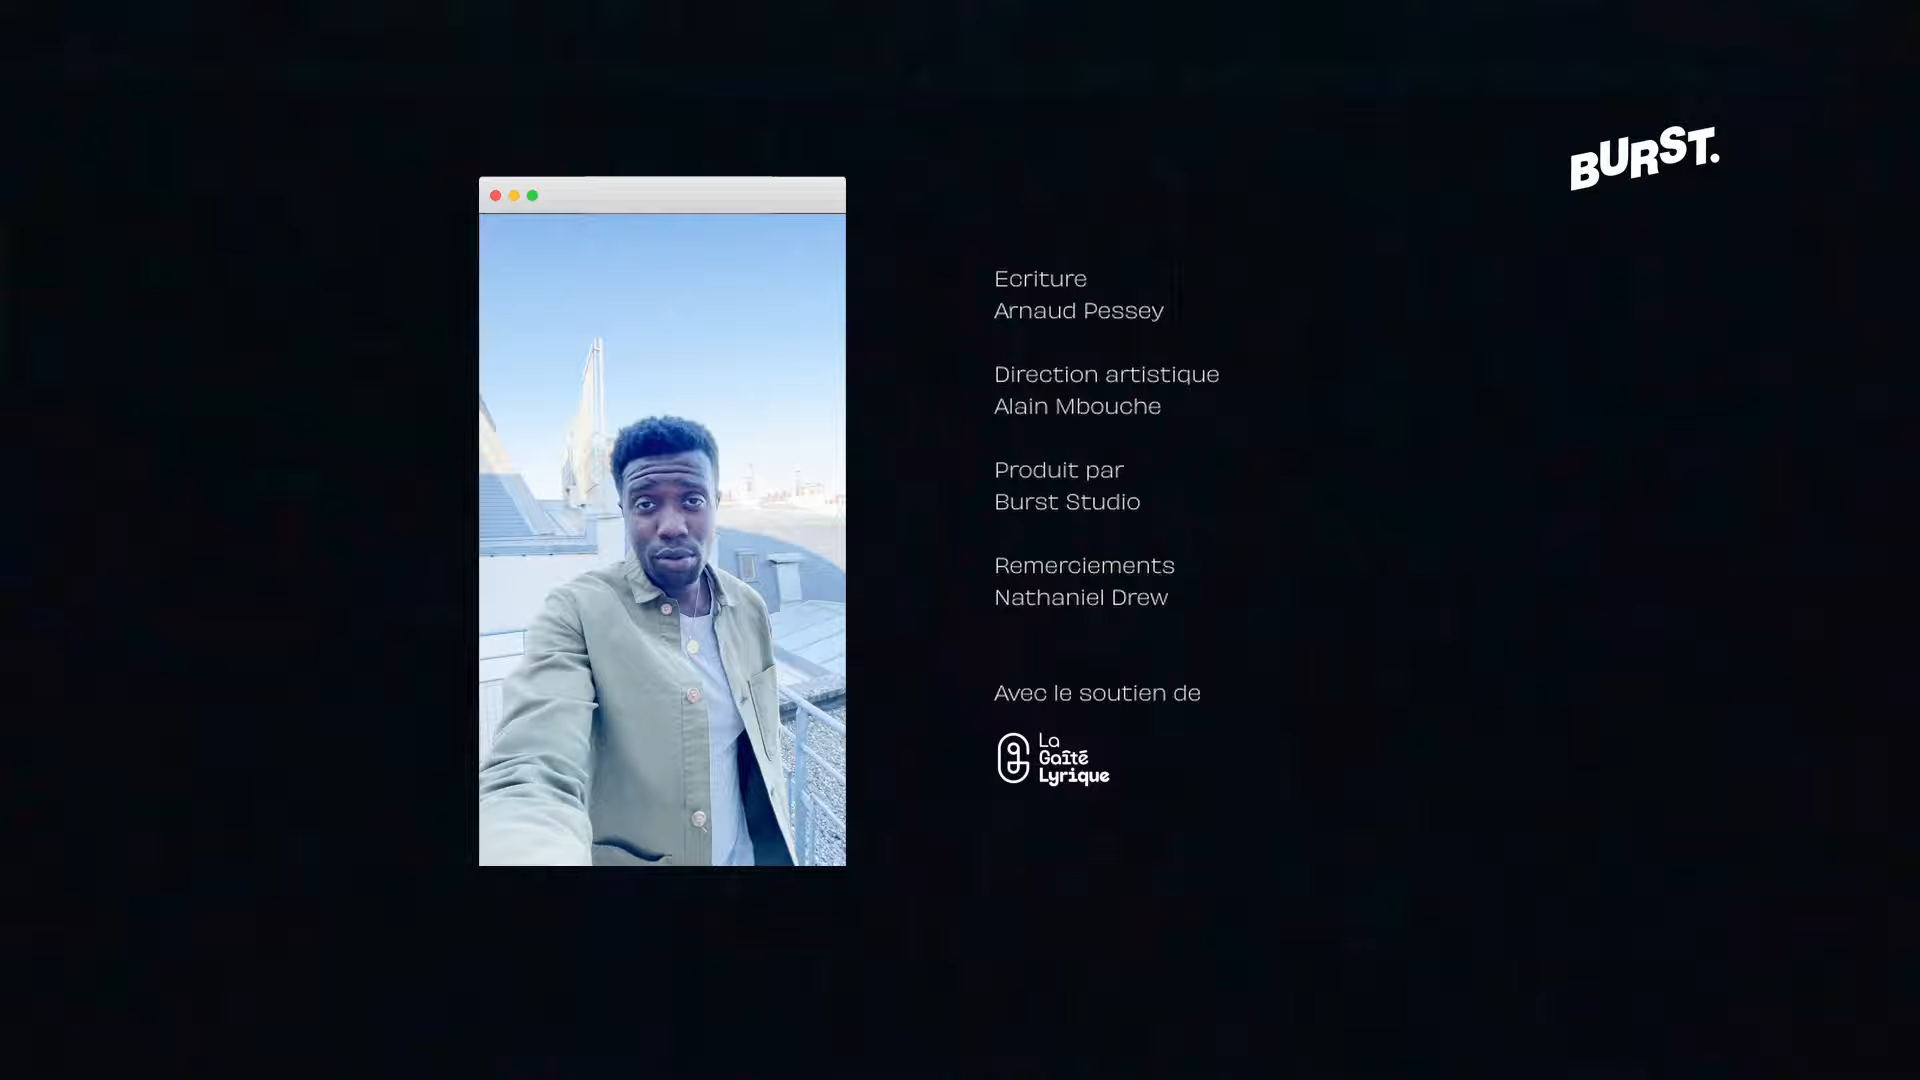 BURST.
Ecriture
Arnaud Pessey
Direction artistique
Alain Mbouche
Produit par
Burst Studio
Remerciements
Nathaniel Drew
Avec le soutien de
La
Gaîté
Lyrique